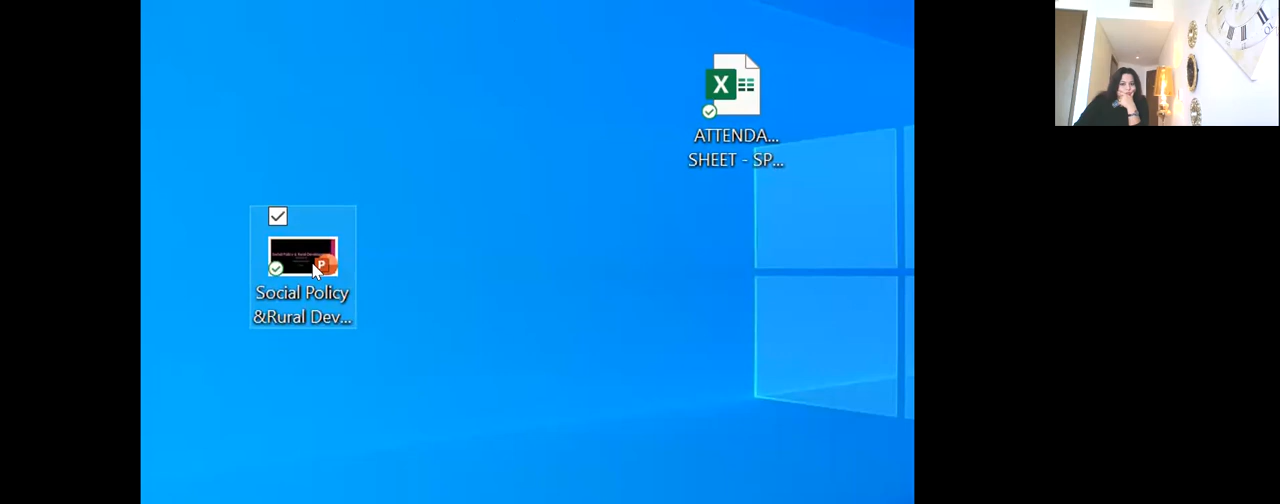 X
ATTENDA...
SHEET - SP...
P
Social Policy
&Rural Dev...